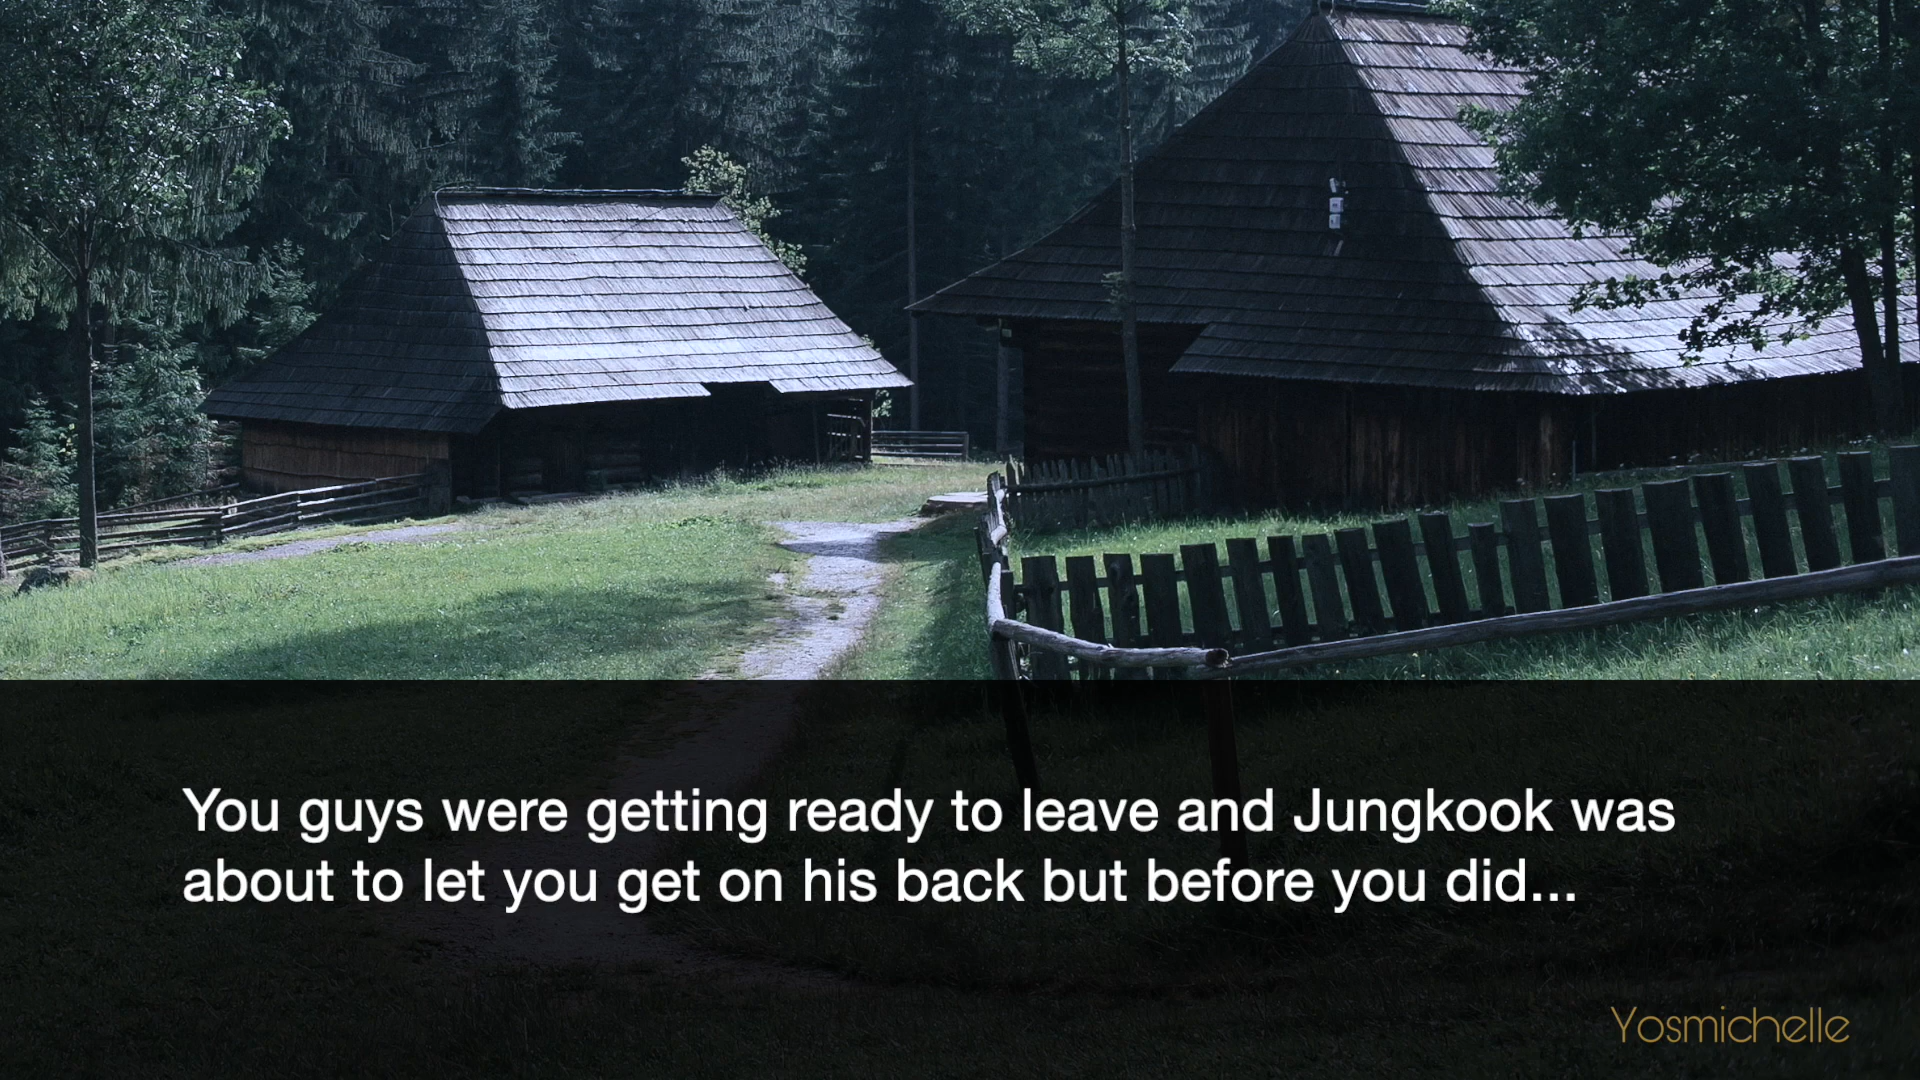 You guys were getting ready to leave and Jungkook was
about to let you get on his back but before you did...
Yosmichelle